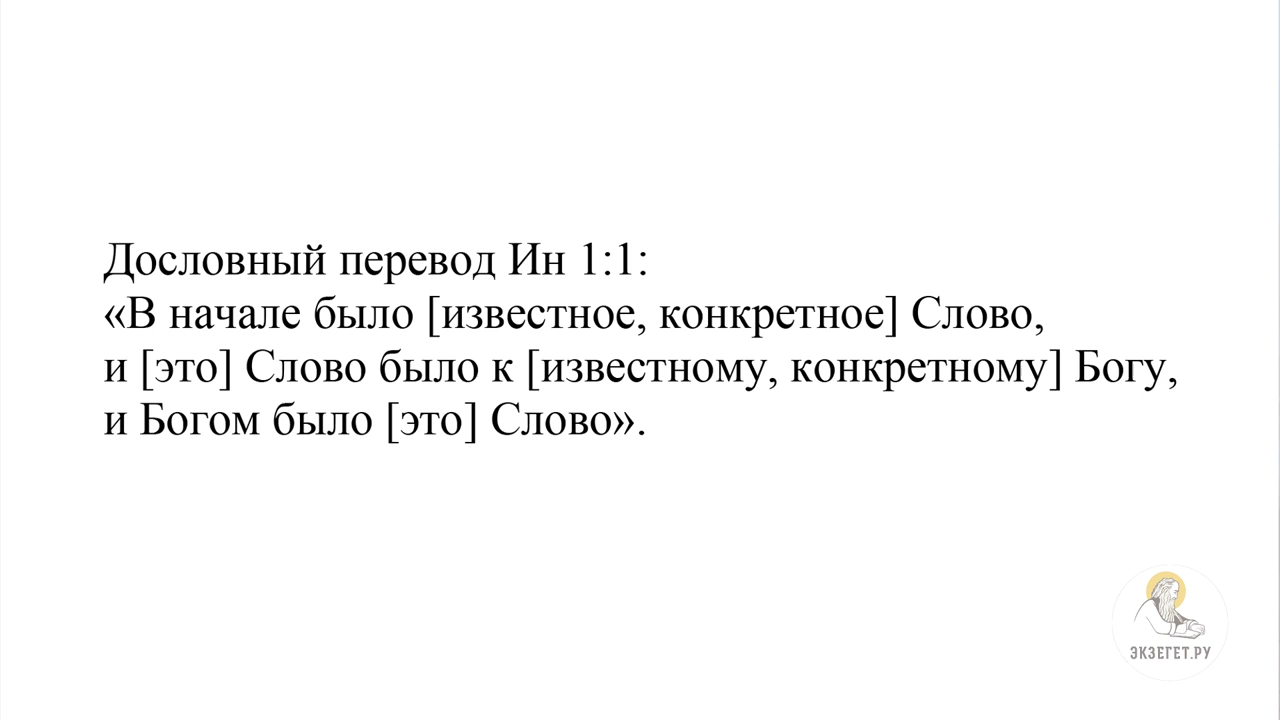 Дословный перевод Ин 1:1:
«В начале было [известное, конкретное] Слово,
и [это] Слово было к [известному, конкретному] Богу,
и Богом было [это] Слово».
ЭКЗЕГЕТ.РУ